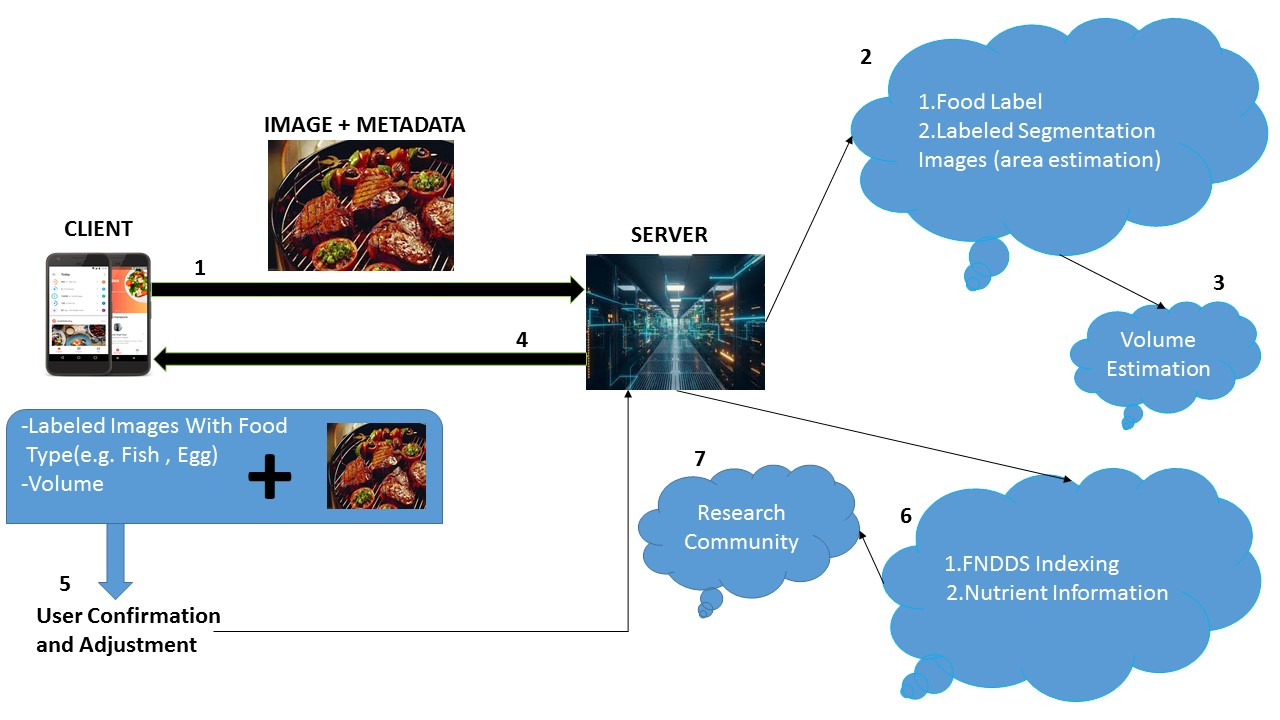 IMAGE + METADATA
CLIENT
SERVER
1
4
2
1.Food Label
2.Labeled Segmentation
Images (area estimation)
3
Volume
Estimation
-Labeled Images With Food
Type(e.g. Fish , Egg)
-Volume
5
User Confirmation
and Adjustment
7
Research
Community
6
1.FNDDS Indexing
2.Nutrient Information
Today